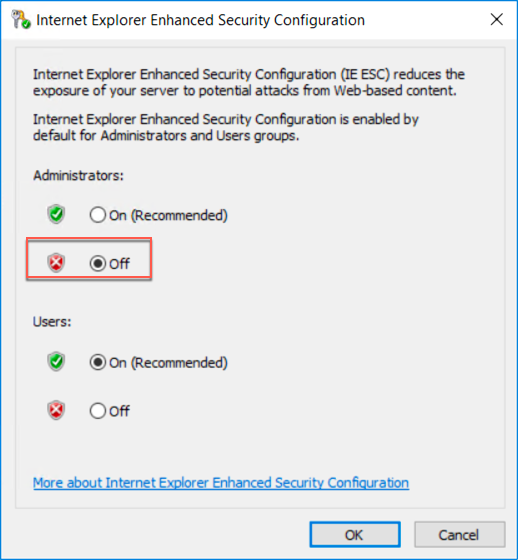 Internet Explorer Enhanced Security Configuration
Internet Explorer Enhanced Security Configuration (IE ESC) reduces the
exposure of your server to potential attacks from Web-based content.
Internet Explorer Enhanced Security Configuration is enabled by
default for Administrators and Users groups.
Administrators:
On (Recommended)
Off
Users:
On (Recommended)
Off
More about Internet Explorer Enhanced Security Configuration
OK Cancel